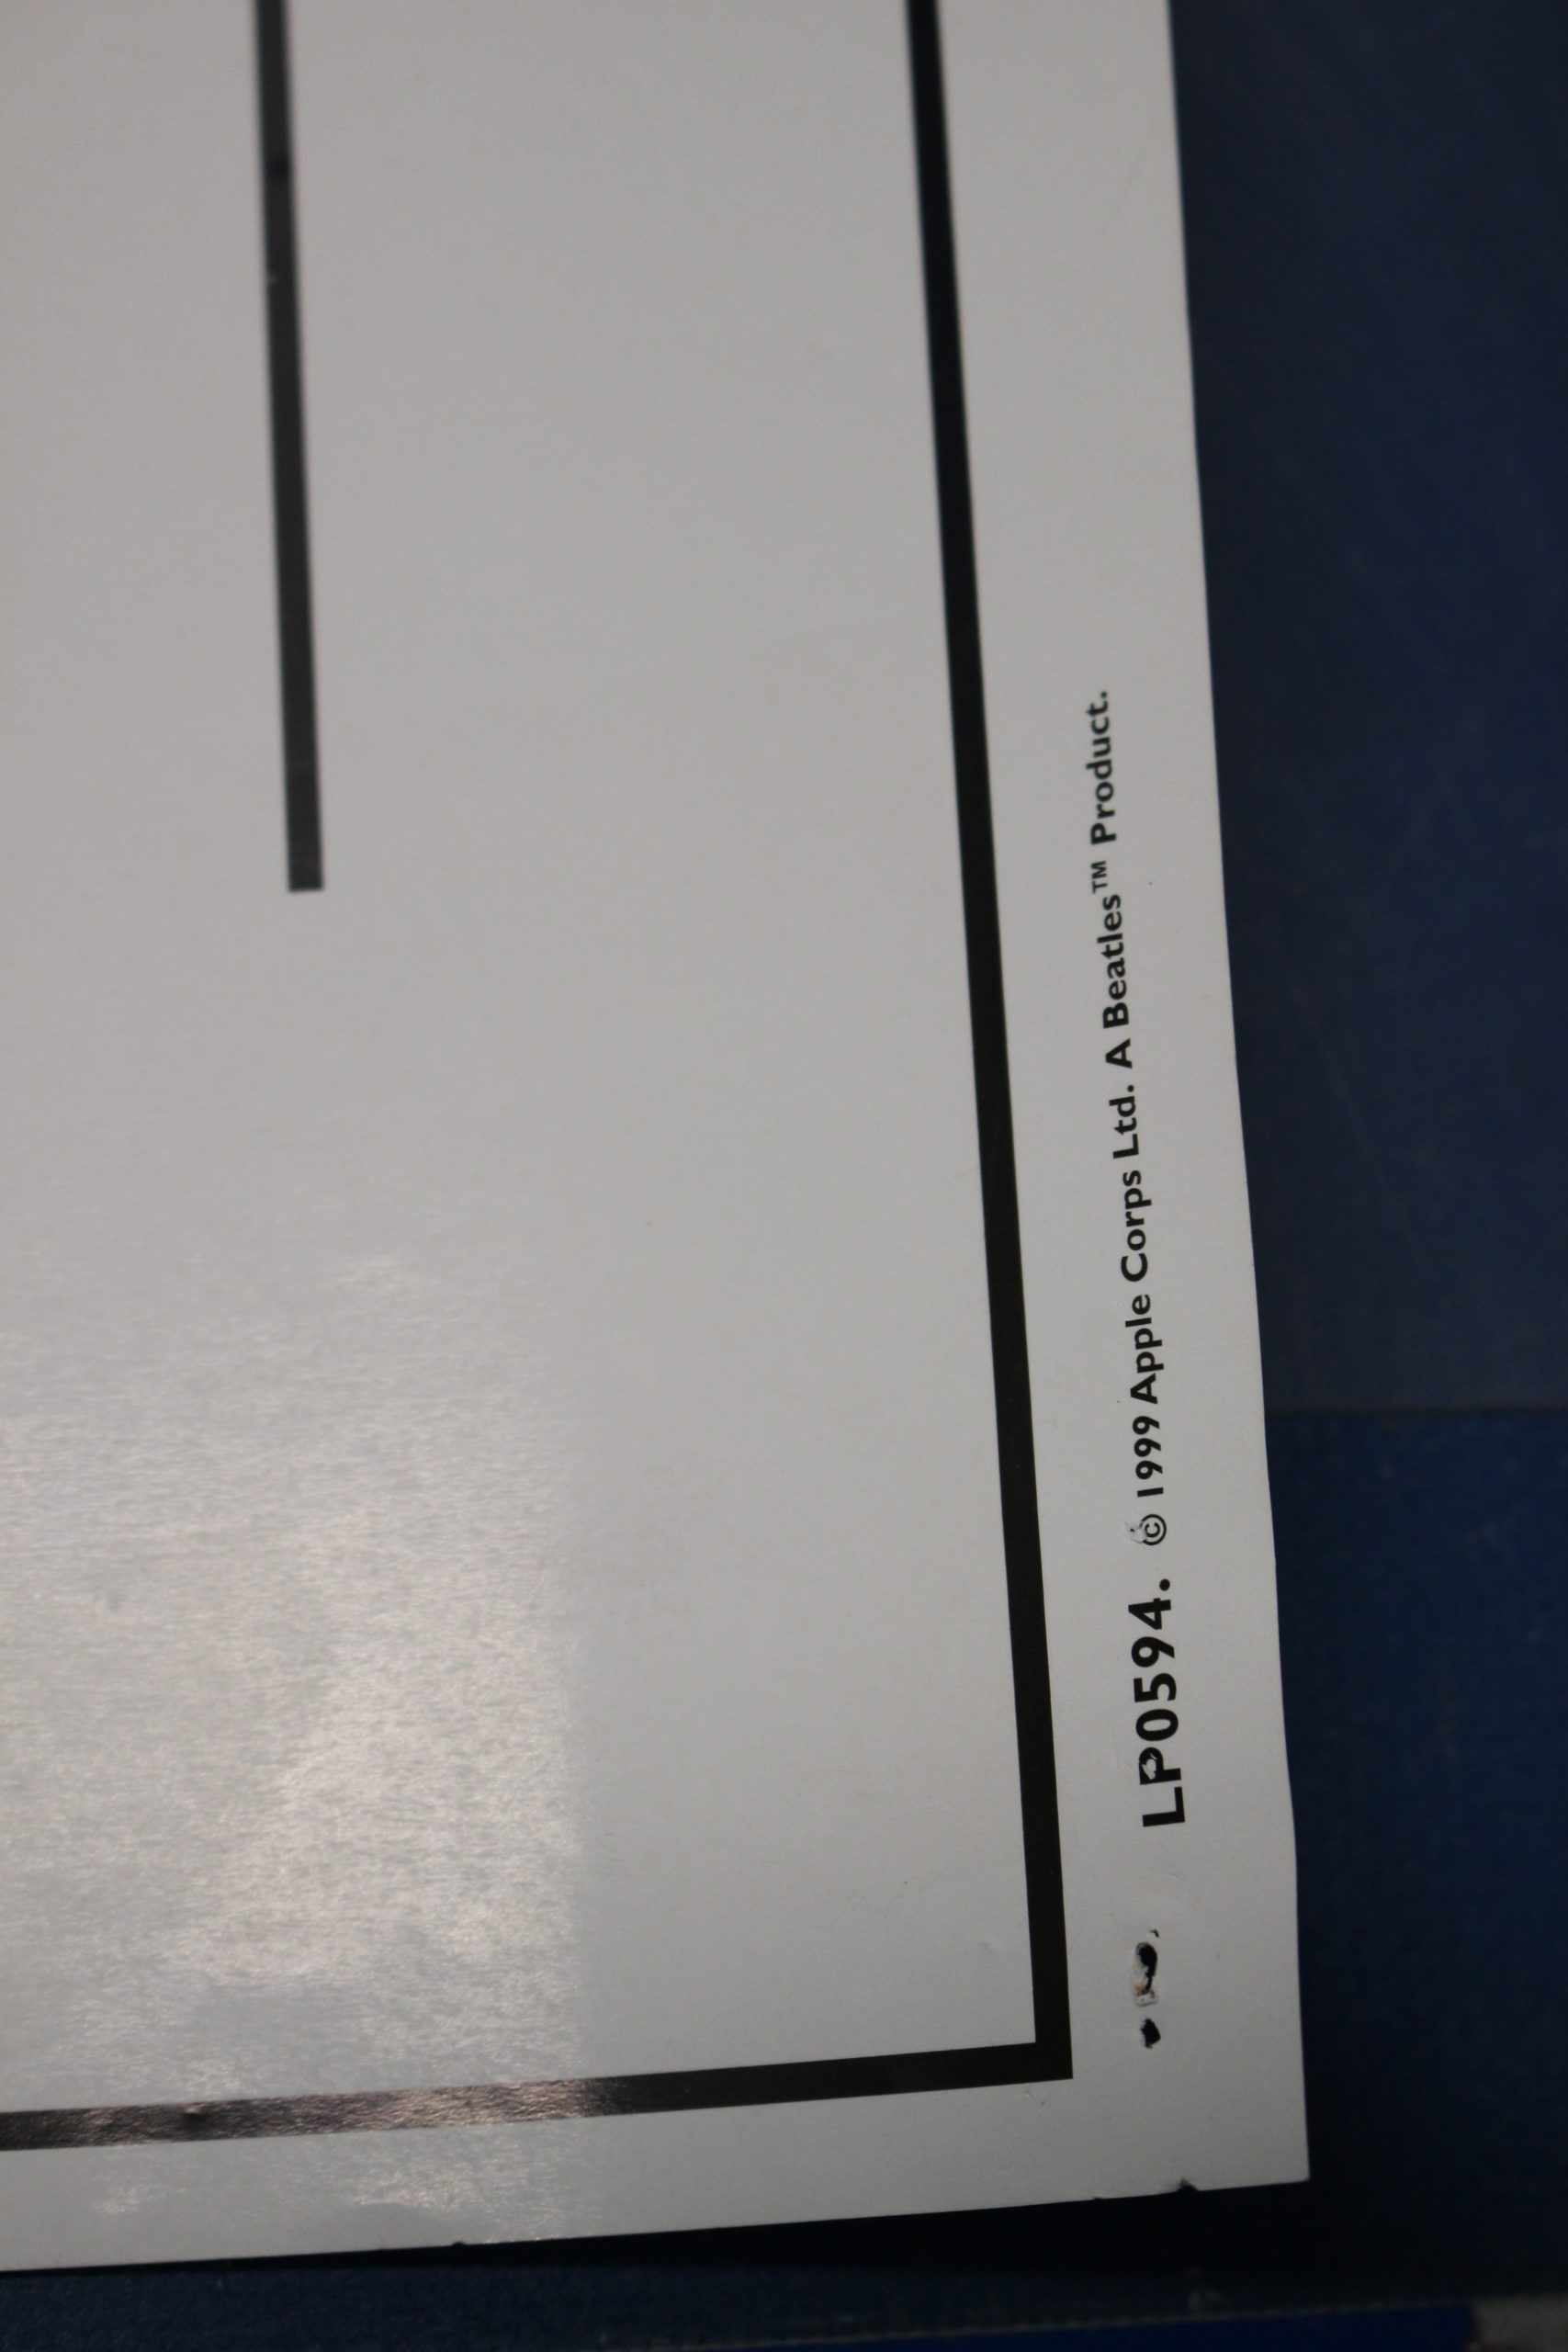 LP0594. © 1999 Apple Corps Ltd. A Beatles™ Product.